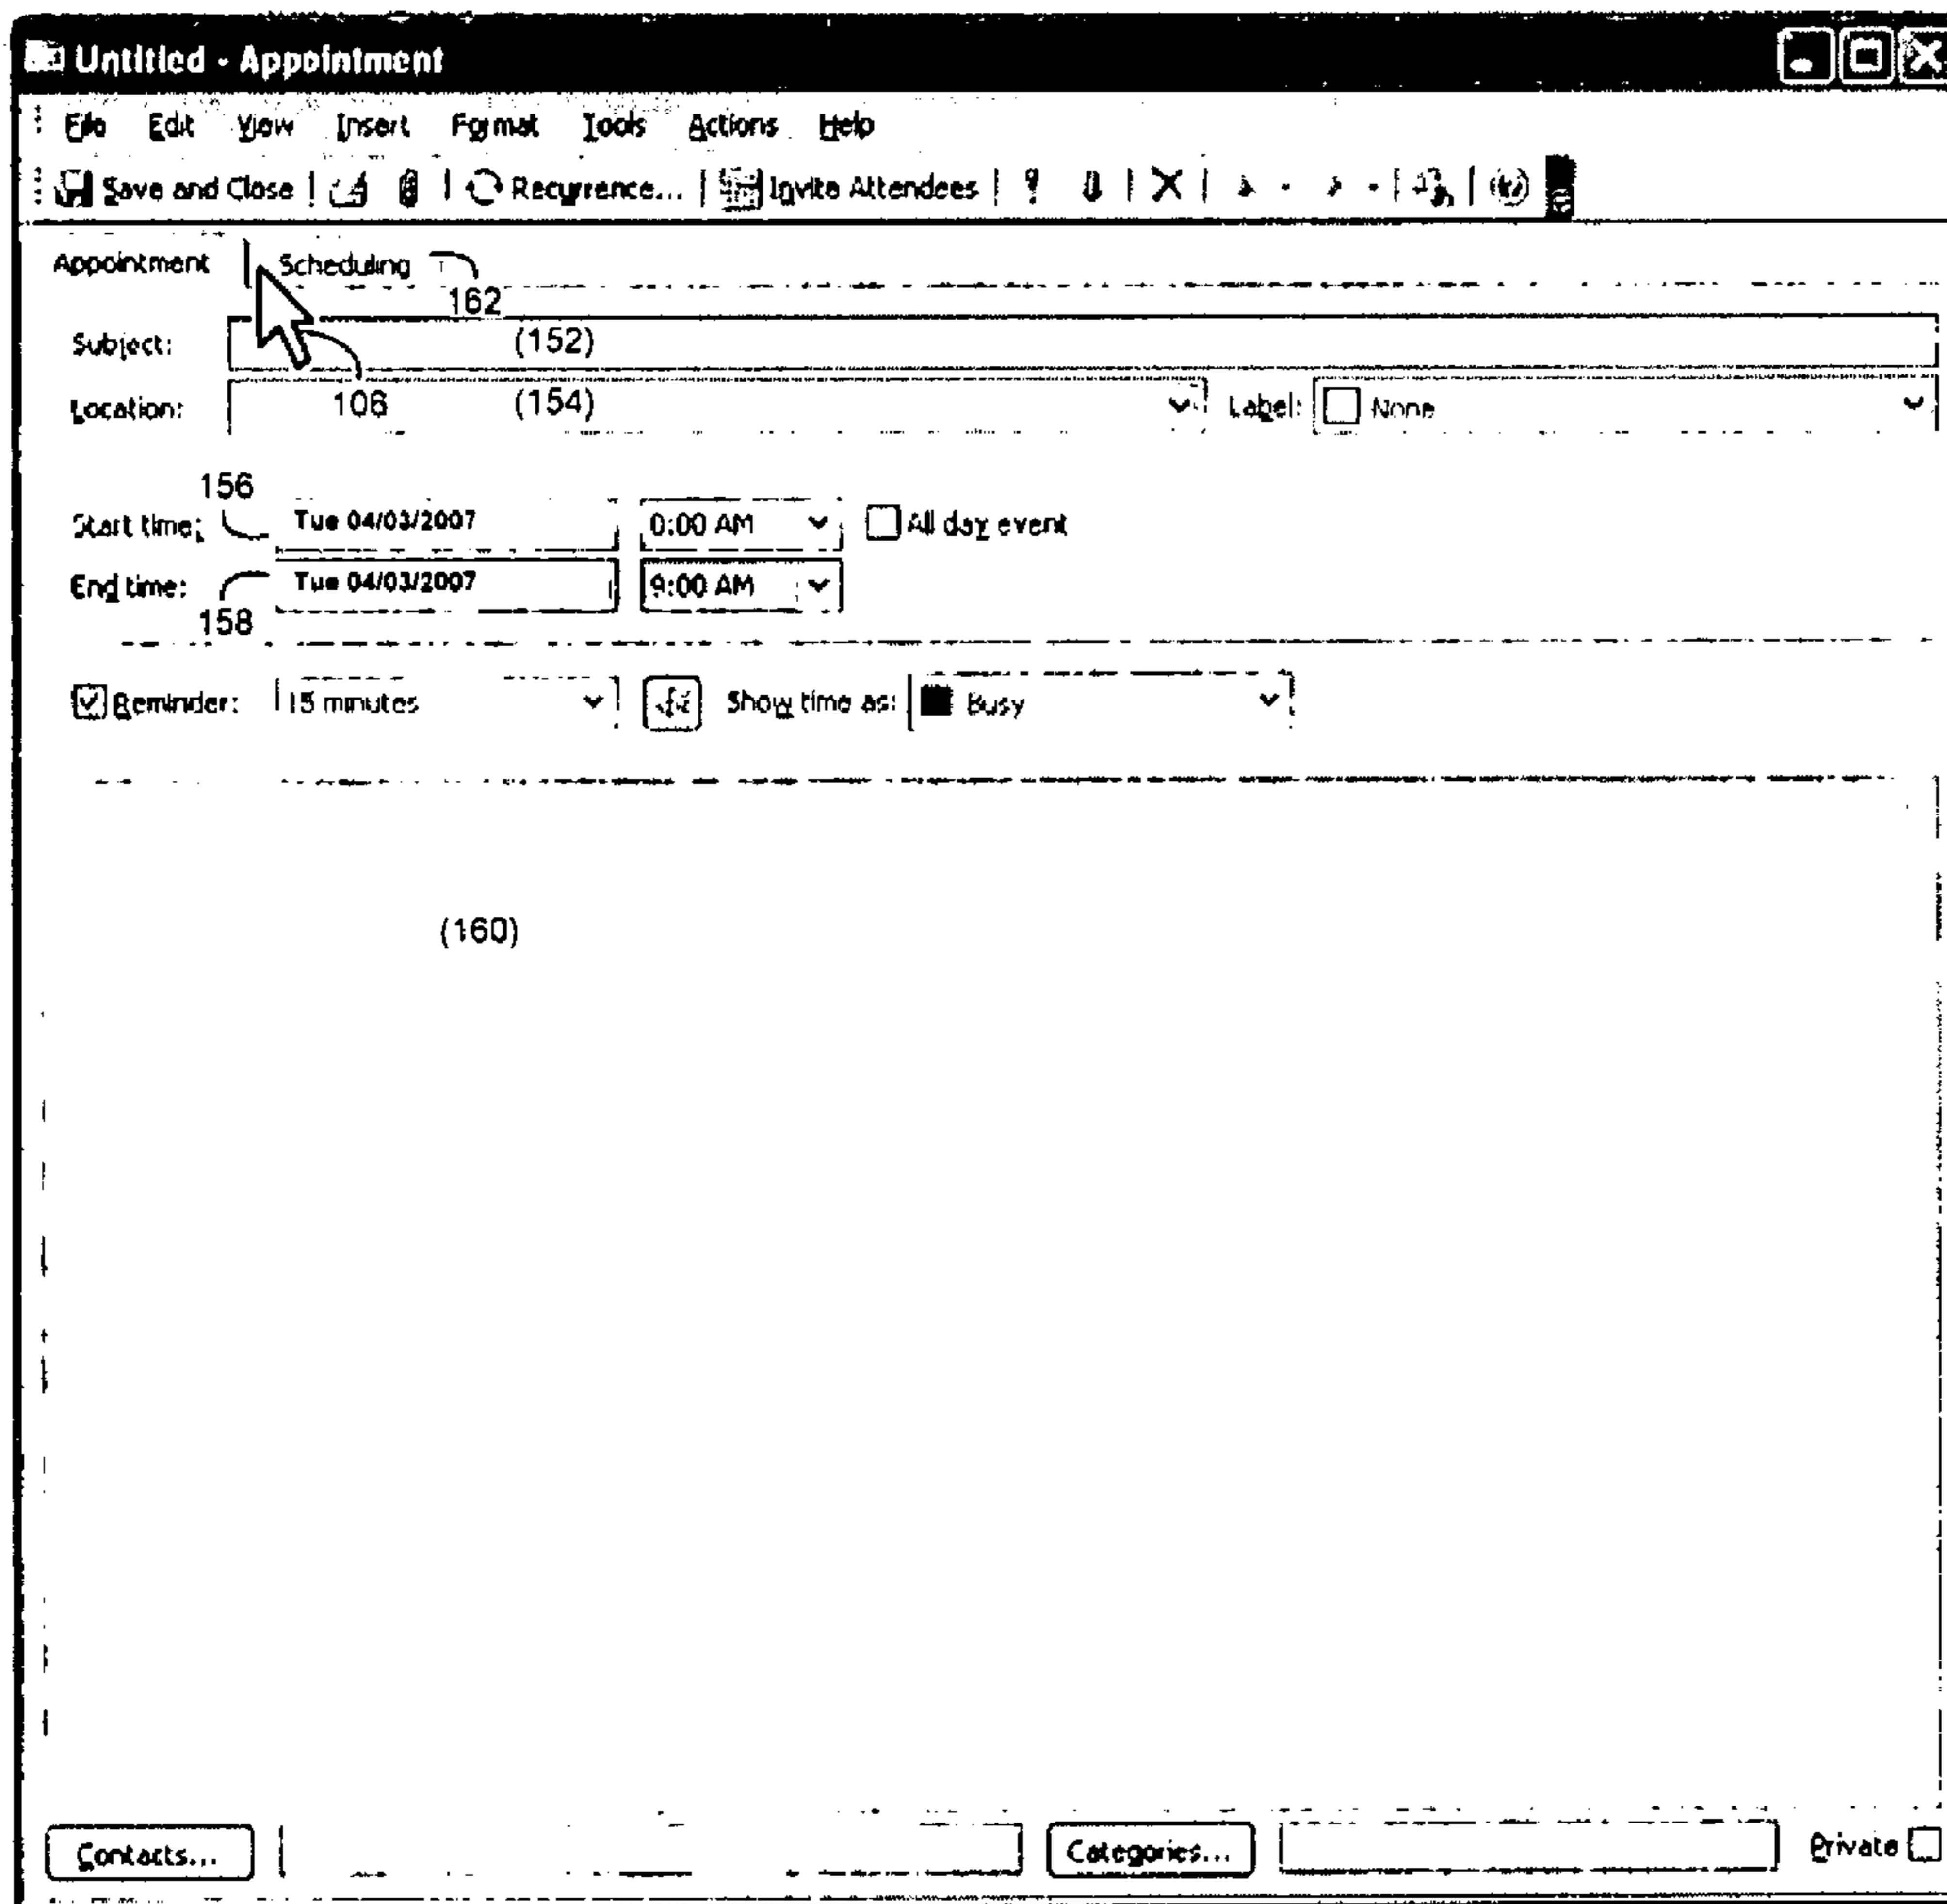 Untitled - Appointment
File Edit View Insert Format Tools Actions Help
Save and Close Recurrence... Invite Attendees
Appointment Scheduling
162
Subject: (152)
Location: 106 (154) Label: None
156
Start time: Tue 04/03/2007 0:00 AM All day event
End time: Tue 04/03/2007 9:00 AM
158
Reminder: 15 minutes Show time as: Busy
(160)
Contacts... Categories... Private